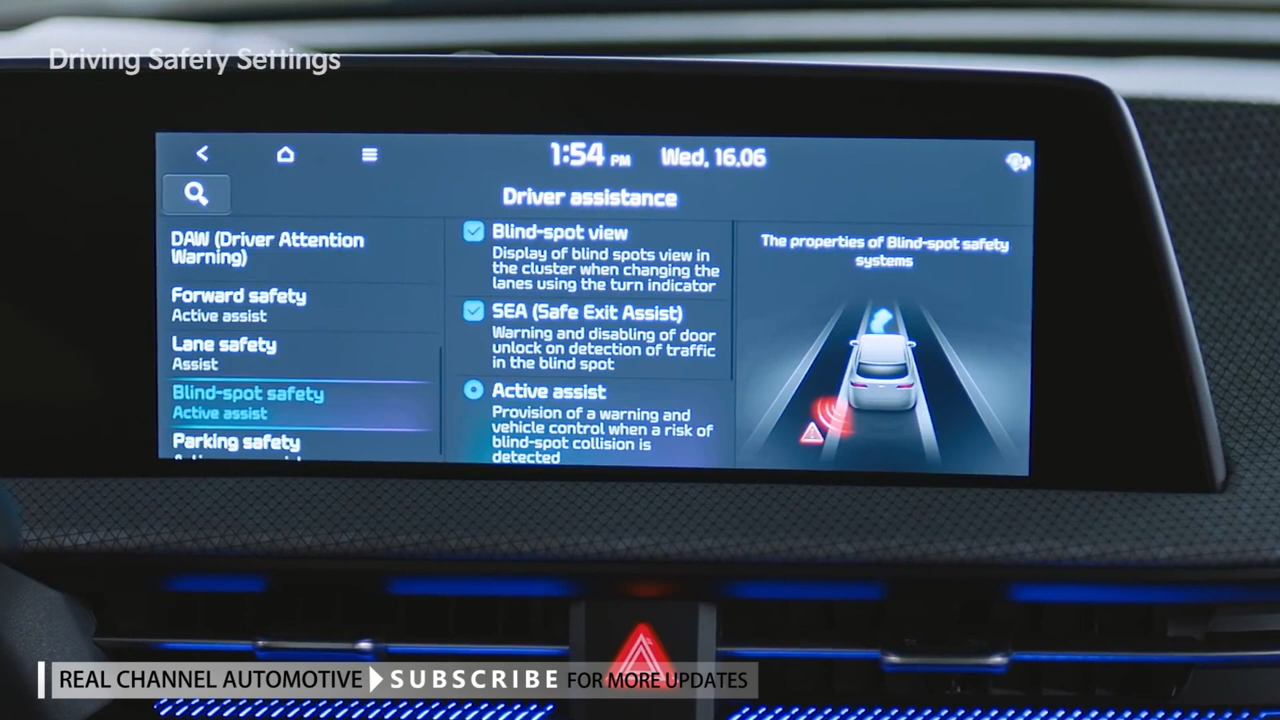 Driving Safety Settings
1:54 PM Wed, 16.06
Driver assistance
DAW (Driver Attention
Warning)
Forward safety
Active assist
Lane safety
Assist
Blind-spot safety
Active assist
Parking safety
Blind-spot view
Display of blind spots view in
the cluster when changing the
lanes using the turn indicator
SEA (Safe Exit Assist)
Warning and disabling of door
unlock on detection of traffic
in the blind spot
Active assist
Provision of a warning and
vehicle control when a risk of
blind-spot collision is
detected
The properties of Blind-spot safety
systems
REAL CHANNEL AUTOMOTIVE SUBSCRIBE FOR MORE UPDATES